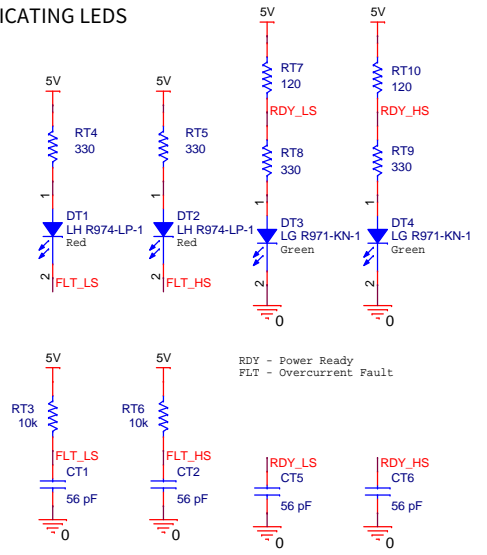 ICATING LEDS
5V
5V
RT7
120
RT10
120
RDY_LS
RDY_HS
5V
5V
RT4
330
RT5
330
RT8
330
RT9
330
1
1
1
1
DT1
LH R974-LP-1
Red
DT2
LH R974-LP-1
Red
DT3
LG R971-KN-1
Green
DT4
LG R971-KN-1
Green
2
2
2
2
FLT_LS
FLT_HS
0
0
RDY - Power Ready
FLT - Overcurrent Fault
5V
5V
RT3
10k
RT6
10k
FLT_LS
FLT_HS
RDY_LS
RDY_HS
CT1
56 pF
CT2
56 pF
CT5
56 pF
CT6
56 pF
0
0
0
0